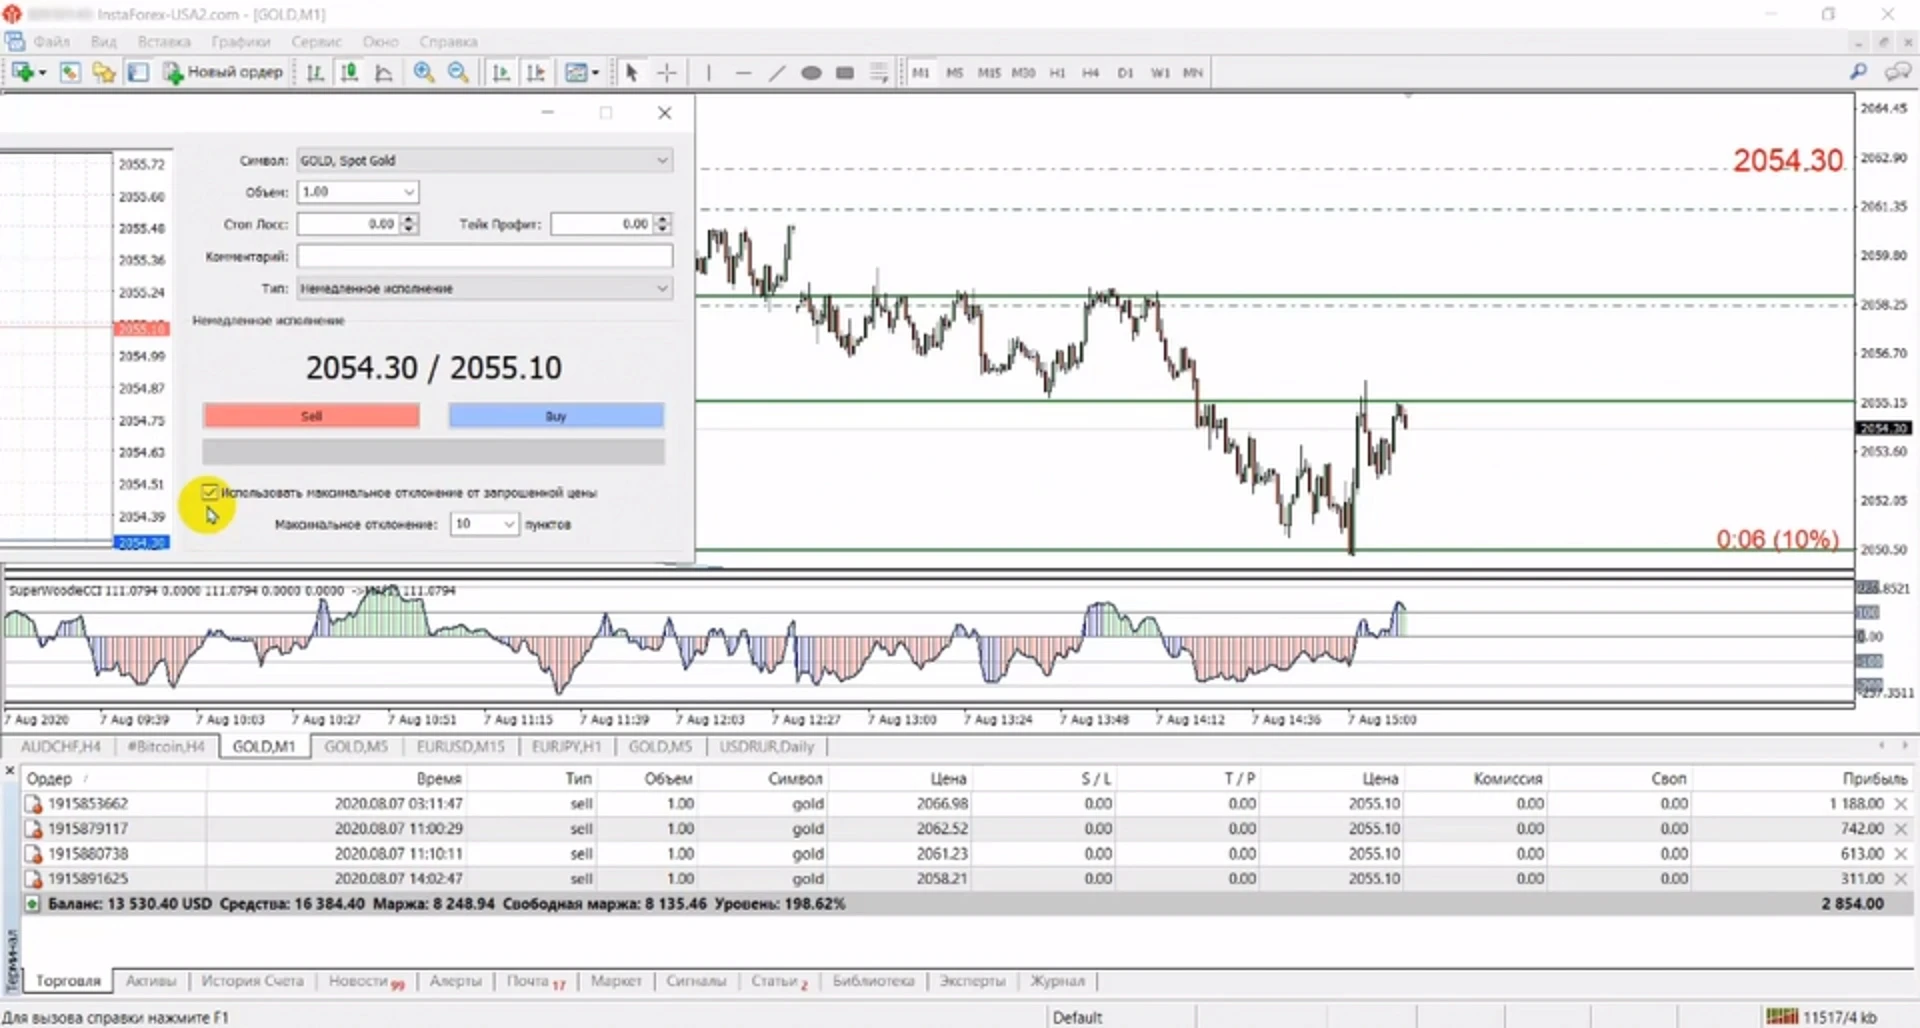 InstaForex-USA2.com - [GOLD,M1]
Файл Вид Вставка Графики Сервис Окно Справка
Новый ордер M1 M5 M15 M30 H1 H4 D1 W1 MN
Символ: GOLD, Spot Gold
Объем: 1.00
Стоп Лосс: 0.00 Тейк Профит: 0.00
Комментарий:
Тип: Немедленное исполнение
Немедленное исполнение
2054.30 / 2055.10
Sell Buy
Использовать максимальное отклонение от запрошенной цены
Максимальное отклонение: 10 пунктов
2055.72
2055.60
2055.48
2055.36
2055.24
2055.10
2054.99
2054.87
2054.75
2054.63
2054.51
2054.39
2054.30
2054.30
0:06 (10%)
2064.45
2062.90
2061.35
2059.80
2058.25
2056.70
2055.15
2054.30
2053.60
2052.05
2050.50
SuperWoodieCCI 111.0794 0.0000 111.0794 0.0000 0.0000 111.0794
100
0.00
-100
7 Aug 2020 7 Aug 09:39 7 Aug 10:03 7 Aug 10:27 7 Aug 10:51 7 Aug 11:15 7 Aug 11:39 7 Aug 12:03 7 Aug 12:27 7 Aug 13:00 7 Aug 13:24 7 Aug 13:48 7 Aug 14:12 7 Aug 14:36 7 Aug 15:00
AUDCHF,H4 #Bitcoin,H4 GOLD,M1 GOLD,M5 EURUSD,M15 EURJPY,H1 GOLD,M5 USDRUR,Daily
Ордер / Время Тип Объем Символ Цена S / L T / P Цена Комиссия Своп Прибыль
1915853662 2020.08.07 03:11:47 sell 1.00 gold 2066.98 0.00 0.00 2055.10 0.00 0.00 1 188.00
1915879117 2020.08.07 11:00:29 sell 1.00 gold 2062.52 0.00 0.00 2055.10 0.00 0.00 742.00
1915880738 2020.08.07 11:10:11 sell 1.00 gold 2061.23 0.00 0.00 2055.10 0.00 0.00 613.00
1915891625 2020.08.07 14:02:47 sell 1.00 gold 2058.21 0.00 0.00 2055.10 0.00 0.00 311.00
Баланс: 13 530.40 USD Средства: 16 384.40 Маржа: 8 248.94 Свободная маржа: 8 135.46 Уровень: 198.62% 2 854.00
Терминал
Торговля Активы История Счета Новости 99 Алерты Почта 17 Маркет Сигналы Статьи 2 Библиотека Эксперты Журнал
Для вызова справки нажмите F1 Default 11517/4 kb